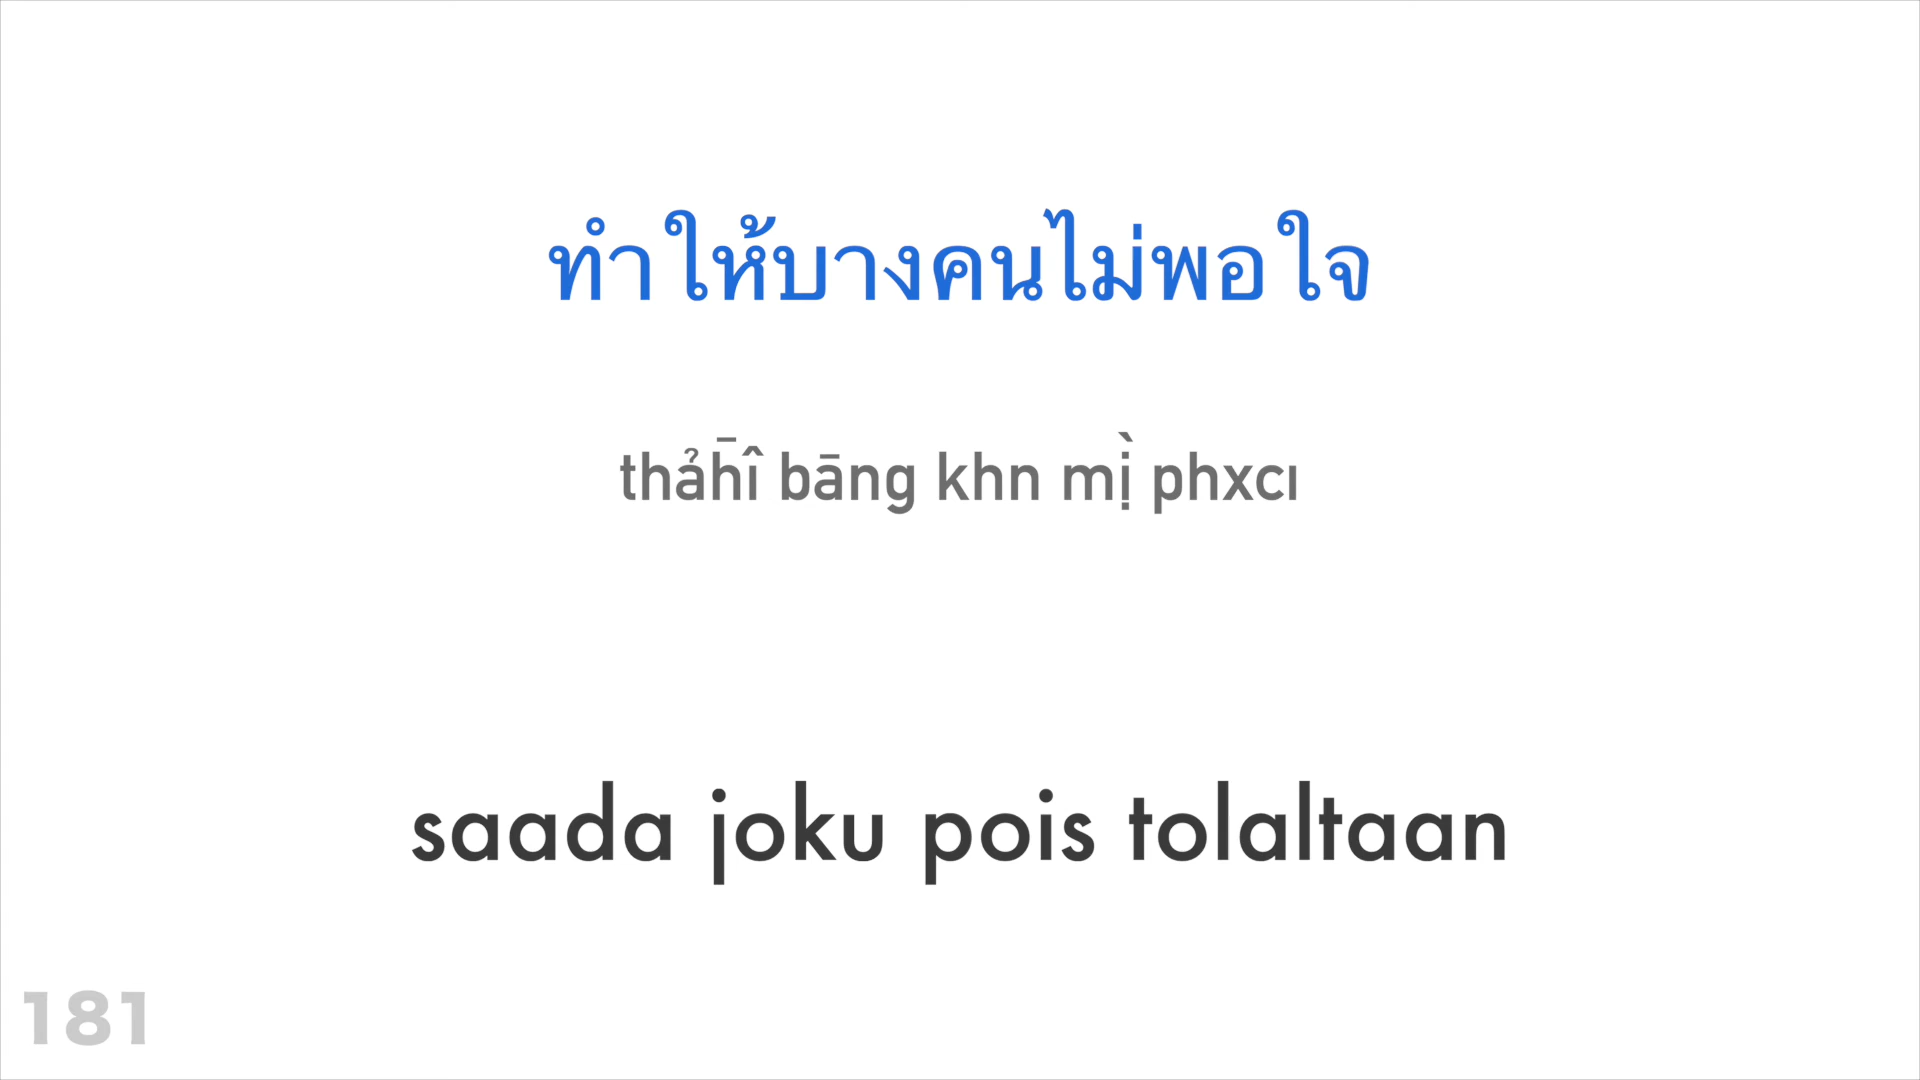 ทำให้บางคนไม่พอใจ
thảh̄ı̂ bāng khn mị̀ phxcı
saada joku pois tolaltaan
181